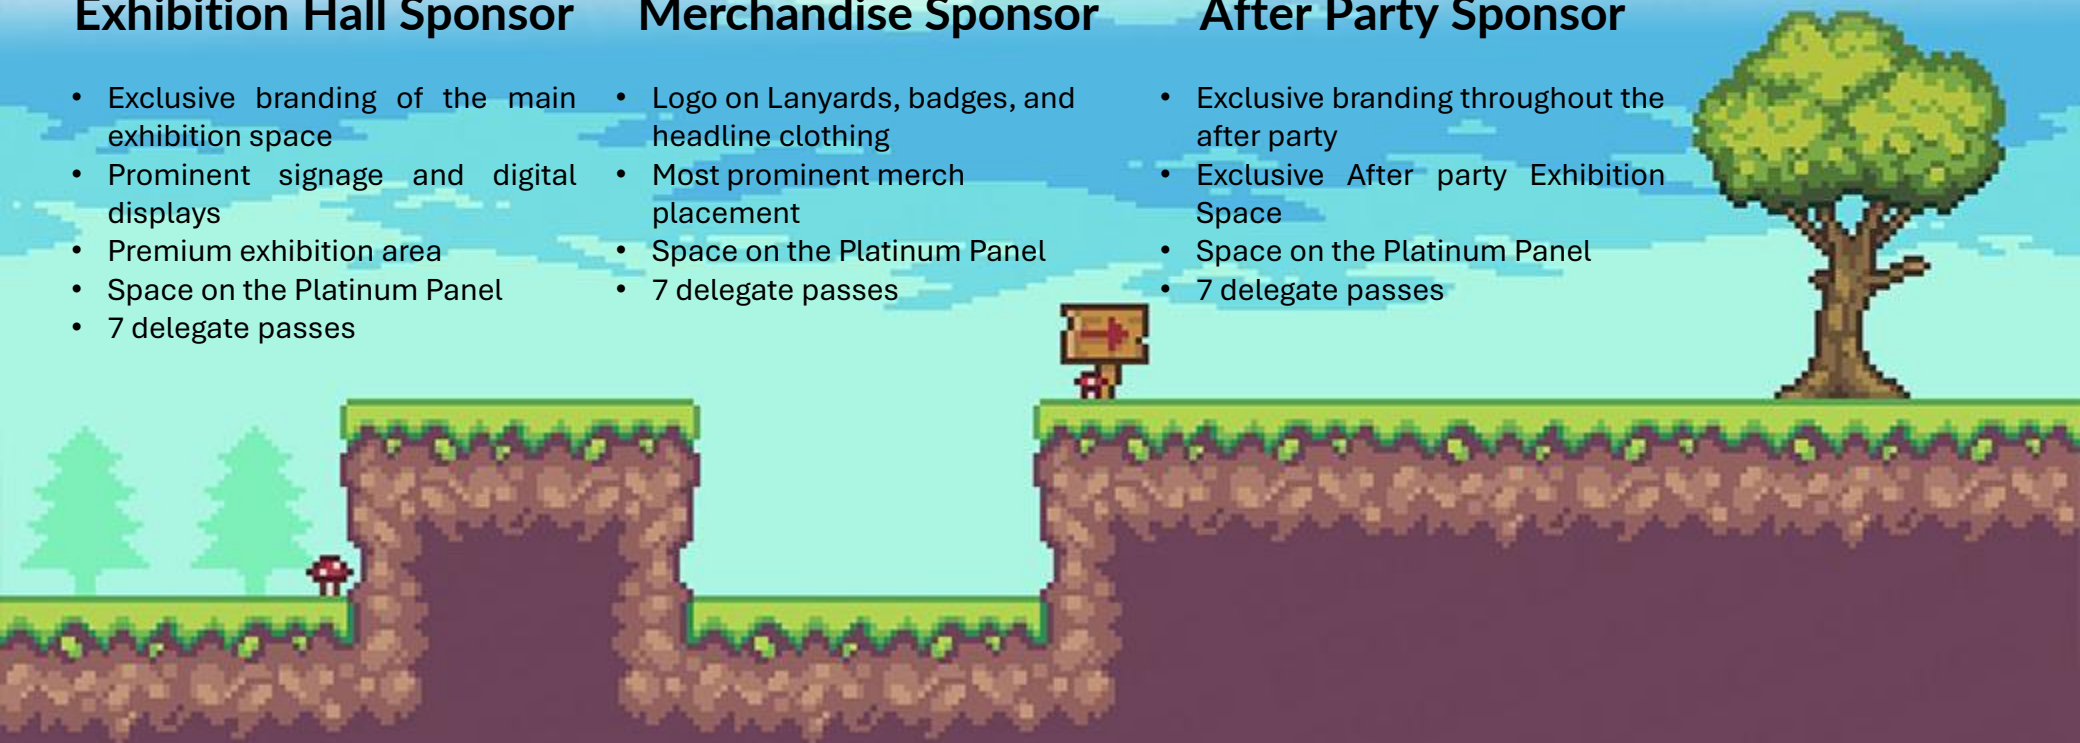 Exhibition Hall Sponsor
• Exclusive branding of the main
exhibition space
• Prominent signage and digital
displays
• Premium exhibition area
• Space on the Platinum Panel
• 7 delegate passes
Merchandise Sponsor
• Logo on Lanyards, badges, and
headline clothing
• Most prominent merch
placement
• Space on the Platinum Panel
• 7 delegate passes
After Party Sponsor
• Exclusive branding throughout the
after party
• Exclusive After party Exhibition
Space
• Space on the Platinum Panel
• 7 delegate passes